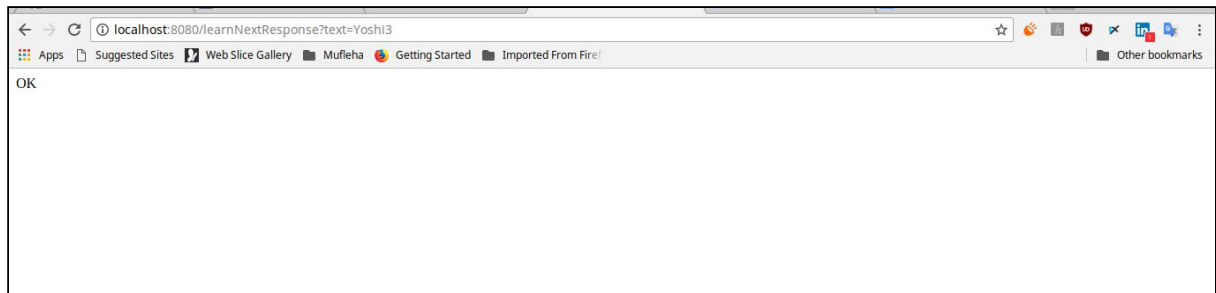 localhost:8080/learnNextResponse?text=Yoshi3
Apps Suggested Sites Web Slice Gallery Mufleha Getting Started Imported From Firef Other bookmarks
OK